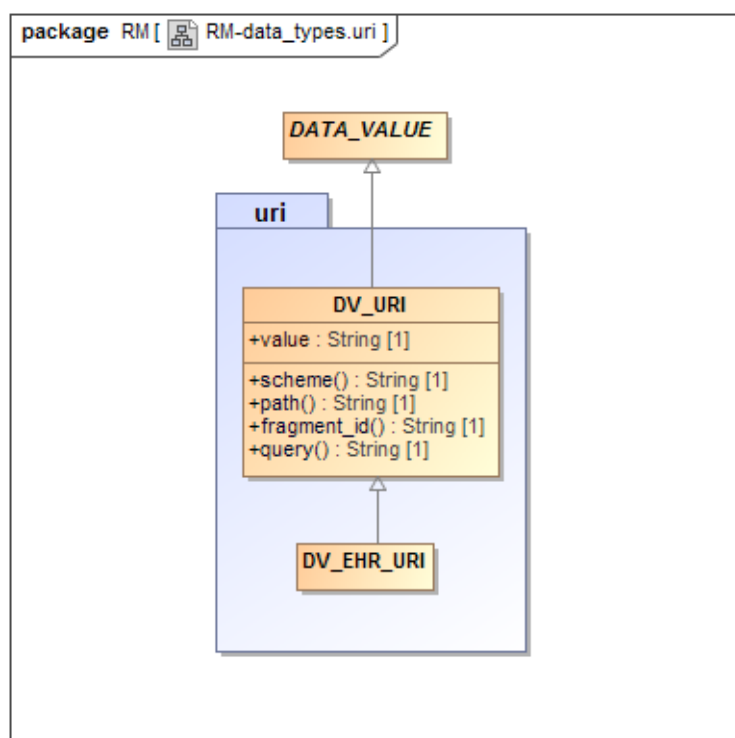 package RM [ RM-data_types.uri ]
DATA_VALUE
uri
DV_URI
+value : String [1]
+scheme() : String [1]
+path() : String [1]
+fragment_id() : String [1]
+query() : String [1]
DV_EHR_URI